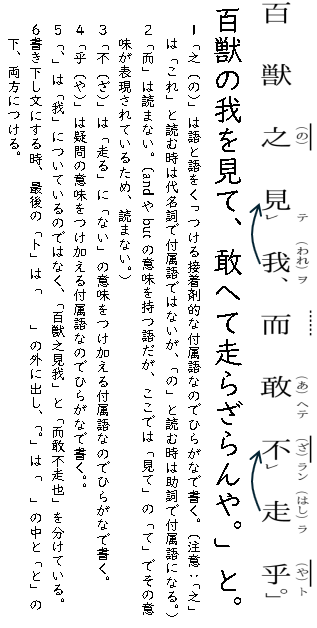 百獣之(の)見テ」我(われ)ヲ、而敢(あ)ヘテ不(ざ)ラン」走(はし)ラ乎(や)ト。」
百獣の我を見て、敢へて走らざらんや。」と。
1「之(の)」は語と語をくっつける接着剤的な付属語なのでひらがなで書く。(注意:「之」
は「これ」と読む時は代名詞で付属語ではないが、「の」と読む時は助詞で付属語になる。)
2「而」は読まない。(andやbutの意味を持つ語だが、ここでは「見て」の「て」でその意
味が表現されているため、読まない。)
3「不(ざ)」は「走る」に「ない」の意味をつけ加える付属語なのでひらがなで書く。
4「乎(や)」は疑問の意味をつけ加える付属語なのでひらがなで書く。。
5「、」は「我」についているのではなく、「百獣之見我」と「而敢不走也」を分けている。
6書き下し文にする時、最後の「ト」は「　」の外に出し、「。」は「　」の中と「と」の
下、両方につける。